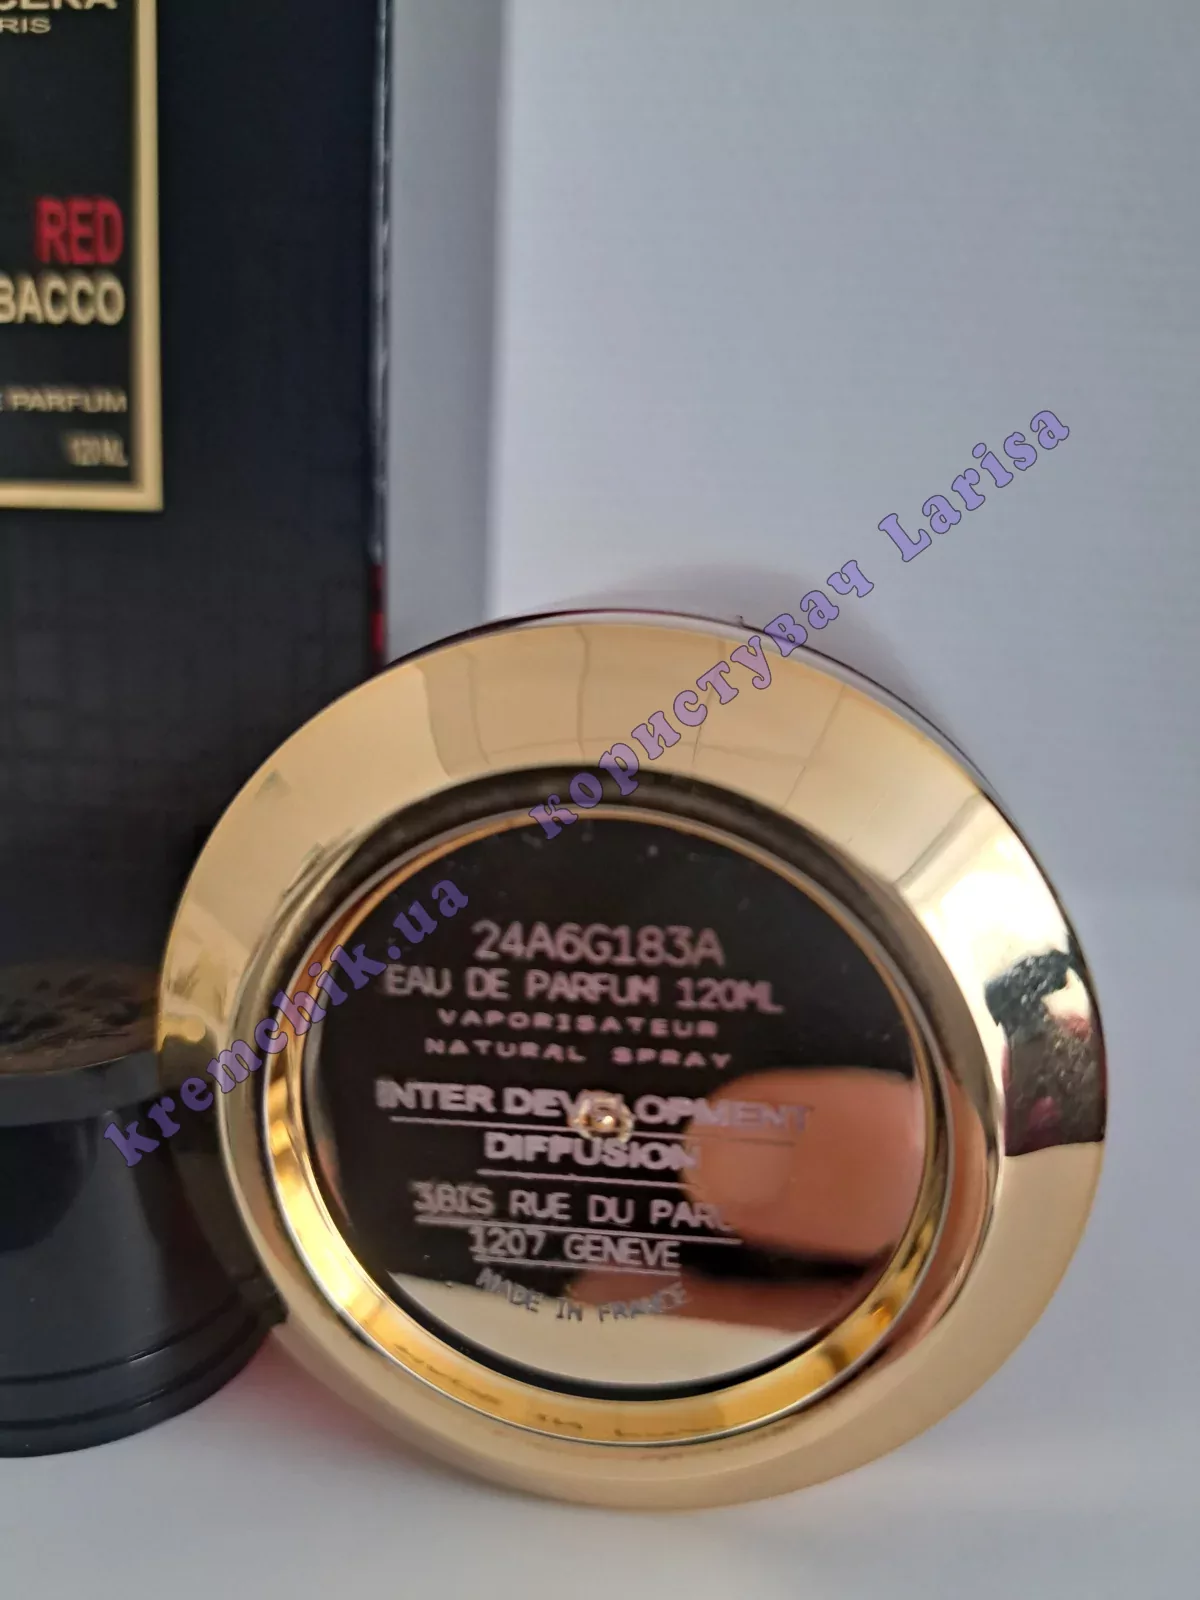 RIS
RED
BACCO
E PARFUM
120 ML
користувач Larisa
kremchik.ua
24A6G183A
EAU DE PARFUM 120ML
VAPORISATEUR
NATURAL SPRAY
INTER DEVELOPMENT
DIFFUSION
3BIS RUE DU PARC
1207 GENEVE
MADE IN FRANCE